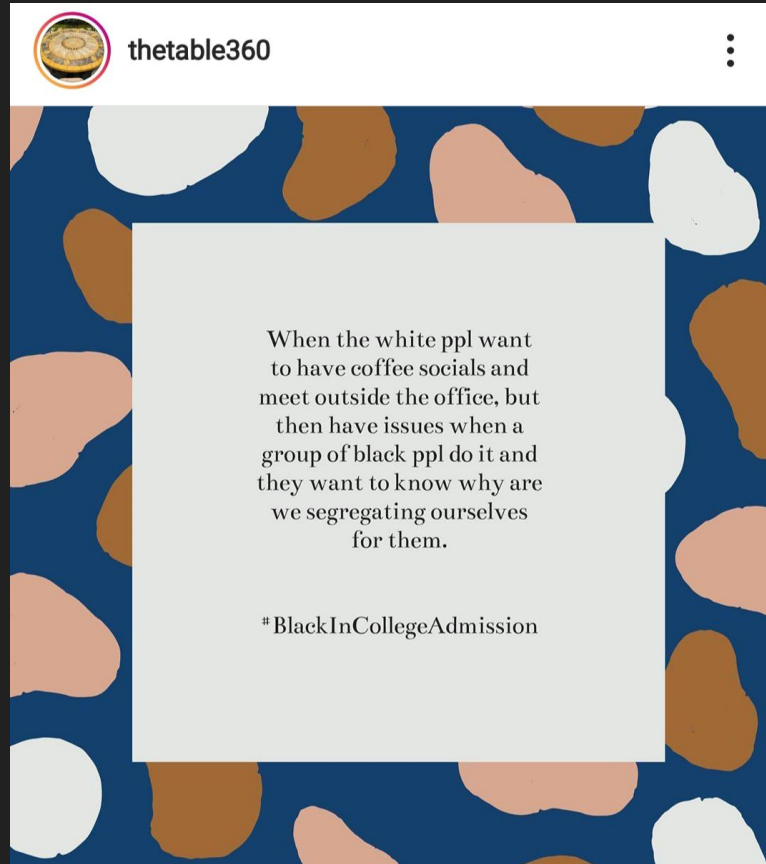 thetable360
When the white ppl want
to have coffee socials and
meet outside the office, but
then have issues when a
group of black ppl do it and
they want to know why are
we segregating ourselves
for them.
#BlackInCollegeAdmission